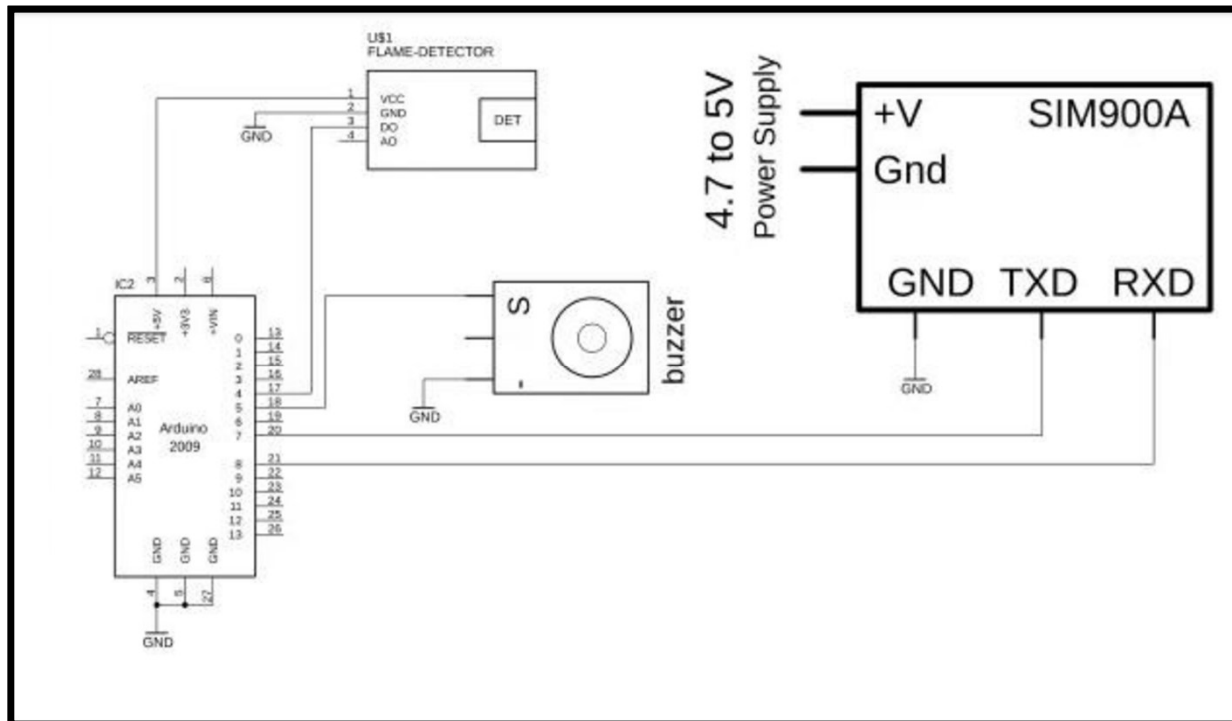 U$1
FLAME-DETECTOR
1 VCC
2 GND
3 DO
4 AO
DET
GND
4.7 to 5V
Power Supply
+V
SIM900A
Gnd
GND TXD RXD
GND
S
-
buzzer
GND
IC2
3 2 6
+5V +3V3 +VIN
1 RESET
28 AREF
7 A0
8 A1
9 A2
10 A3
11 A4
12 A5
Arduino
2009
0 13
1 14
2 15
3 16
4 17
5 18
6 19
7 20
8 21
9 22
10 23
11 24
12 25
13 26
GND GND GND
4 5 27
GND